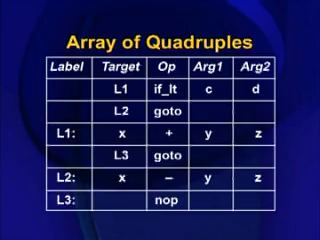 Array of Quadruples
Label Target Op Arg1 Arg2
L1 if_lt c d
L2 goto
L1: x + y z
L3 goto
L2: x – y z
L3: nop